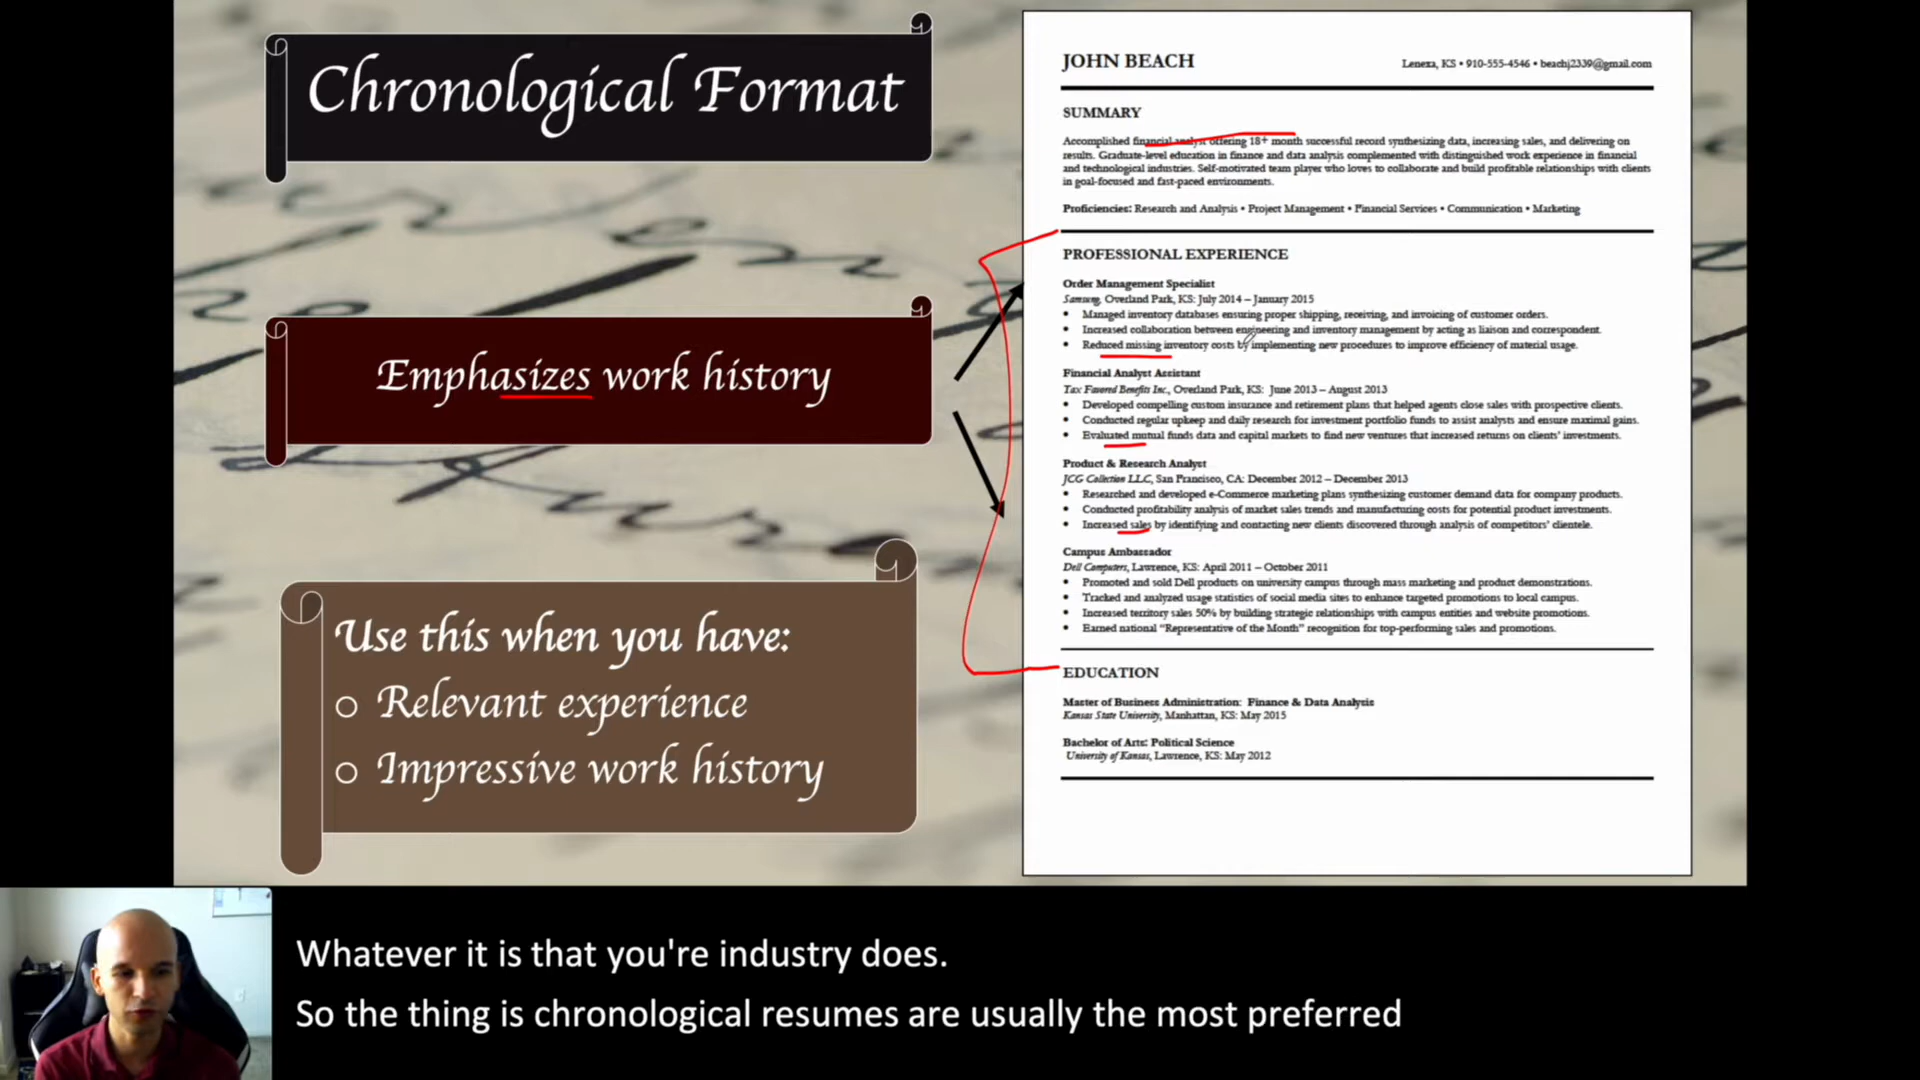 Chronological Format
Emphasizes work history
Use this when you have:
o Relevant experience
o Impressive work history
JOHN BEACH
Lenexa, KS • 910-555-4546 • beachj2339@gmail.com
SUMMARY
Accomplished financial analyst offering 18+ month successful record synthesizing data, increasing sales, and delivering on
results. Graduate-level education in finance and data analysis complemented with distinguished work experience in financial
and technological industries. Self-motivated team player who loves to collaborate and build profitable relationships with clients
in goal-focused and fast-paced environments.
Proficiencies: Research and Analysis • Project Management • Financial Services • Communication • Marketing
PROFESSIONAL EXPERIENCE
Order Management Specialist
Samsung, Overland Park, KS: July 2014 – January 2015
• Managed inventory databases ensuring proper shipping, receiving, and invoicing of customer orders.
• Increased collaboration between engineering and inventory management by acting as liaison and correspondent.
• Reduced missing inventory costs by implementing new procedures to improve efficiency of material usage.
Financial Analyst Assistant
Tax Favored Benefits Inc., Overland Park, KS: June 2013 – August 2013
• Developed compelling custom insurance and retirement plans that helped agents close sales with prospective clients.
• Conducted regular upkeep and daily research for investment portfolio funds to assist analysts and ensure maximal gains.
• Evaluated mutual funds data and capital markets to find new ventures that increased returns on clients' investments.
Product & Research Analyst
JCG Collection LLC, San Francisco, CA: December 2012 – December 2013
• Researched and developed e-Commerce marketing plans synthesizing customer demand data for company products.
• Conducted profitability analysis of market sales trends and manufacturing costs for potential product investments.
• Increased sales by identifying and contacting new clients discovered through analysis of competitors' clientele.
Campus Ambassador
Dell Computers, Lawrence, KS: April 2011 – October 2011
• Promoted and sold Dell products on university campus through mass marketing and product demonstrations.
• Tracked and analyzed usage statistics of social media sites to enhance targeted promotions to local campus.
• Increased territory sales 50% by building strategic relationships with campus entities and website promotions.
• Earned national "Representative of the Month" recognition for top-performing sales and promotions.
EDUCATION
Master of Business Administration: Finance & Data Analysis
Kansas State University, Manhattan, KS: May 2015
Bachelor of Arts: Political Science
University of Kansas, Lawrence, KS: May 2012
Whatever it is that you're industry does.
So the thing is chronological resumes are usually the most preferred